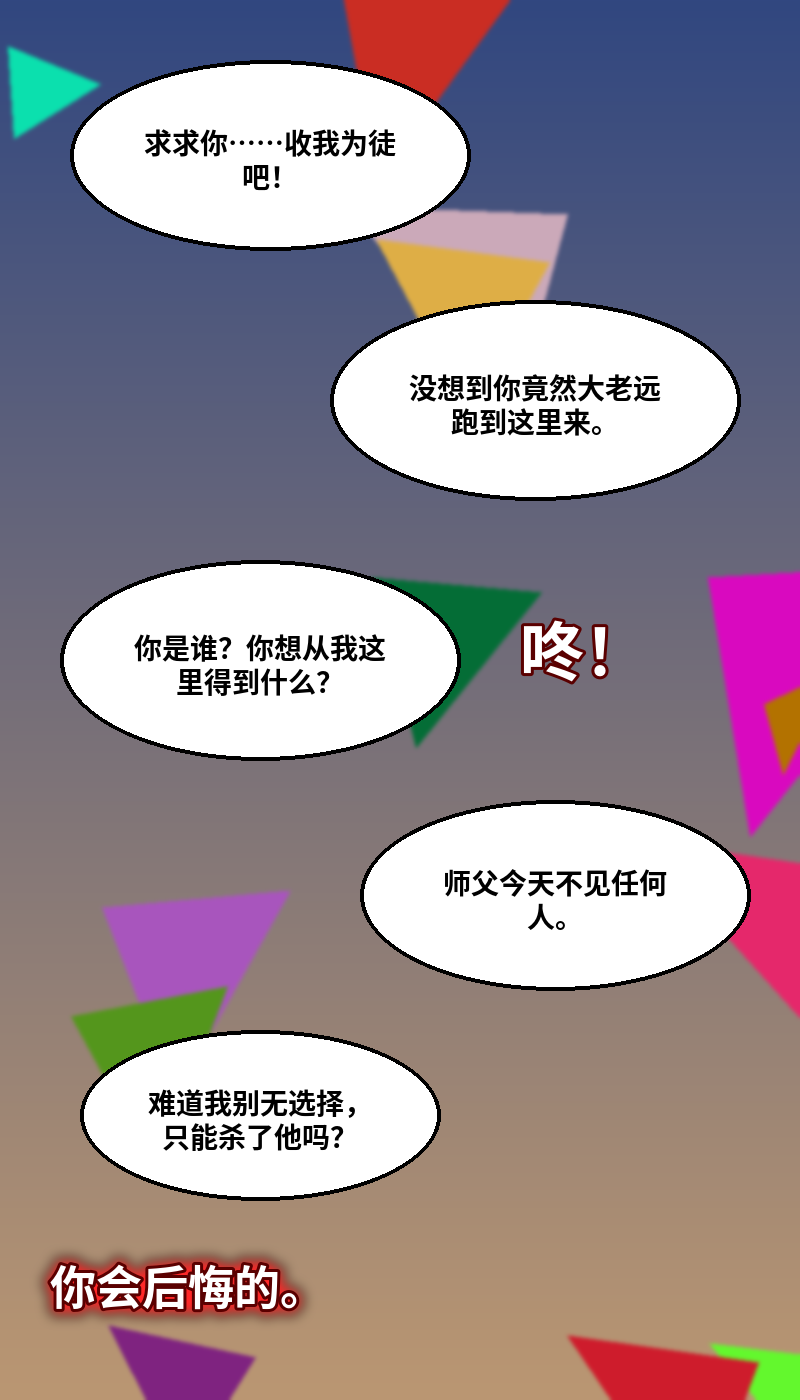 求求你……收我为徒
吧！
没想到你竟然大老远
跑到这里来。
你是谁？你想从我这
里得到什么？
咚！
师父今天不见任何
人。
难道我别无选择，
只能杀了他吗？
你会后悔的。